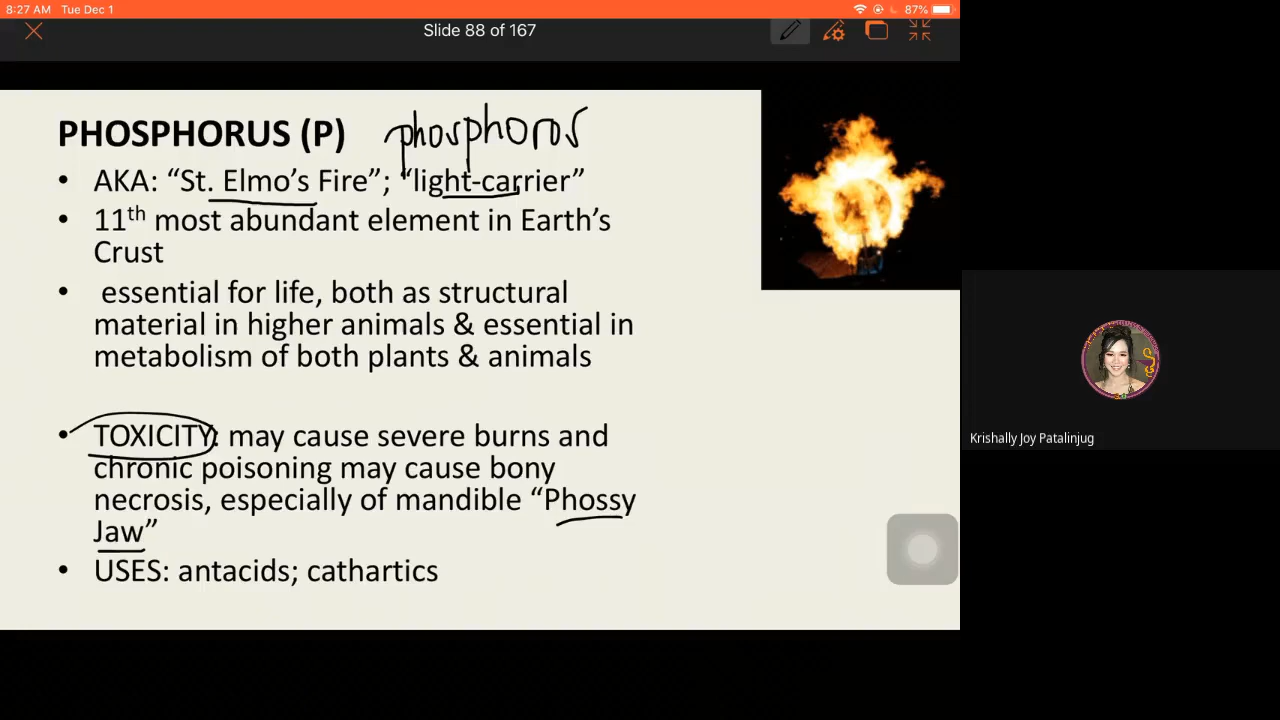 8:27 AM Tue Dec 1
87%
Slide 88 of 167
PHOSPHORUS (P) phosphoros
• AKA: “St. Elmo’s Fire”; “light-carrier”
• 11th most abundant element in Earth’s
Crust
• essential for life, both as structural
material in higher animals & essential in
metabolism of both plants & animals
• TOXICITY: may cause severe burns and
chronic poisoning may cause bony
necrosis, especially of mandible “Phossy
Jaw”
• USES: antacids; cathartics
Krishally Joy Patalinjug